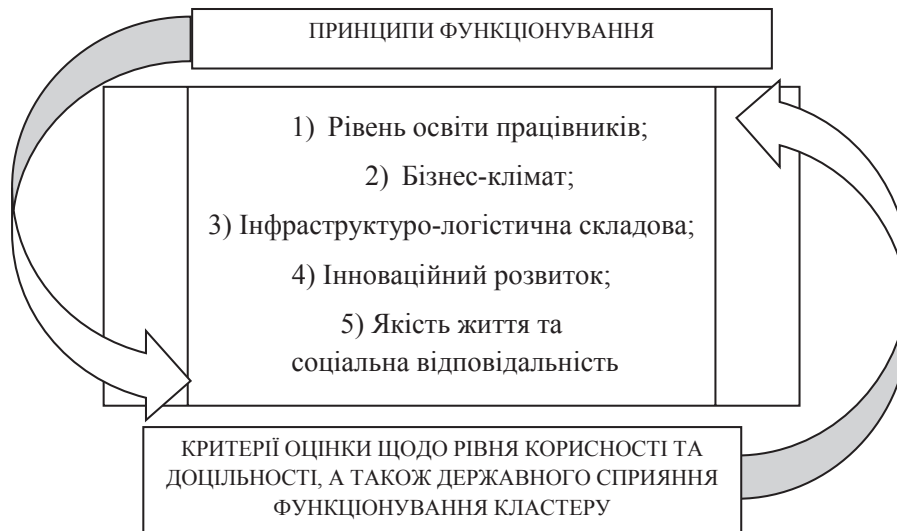 ПРИНЦИПИ ФУНКЦІОНУВАННЯ
1) Рівень освіти працівників;
2) Бізнес-клімат;
3) Інфраструктуро-логістична складова;
4) Інноваційний розвиток;
5) Якість життя та
соціальна відповідальність
КРИТЕРІЇ ОЦІНКИ ЩОДО РІВНЯ КОРИСНОСТІ ТА
ДОЦІЛЬНОСТІ, А ТАКОЖ ДЕРЖАВНОГО СПРИЯННЯ
ФУНКЦІОНУВАННЯ КЛАСТЕРУ